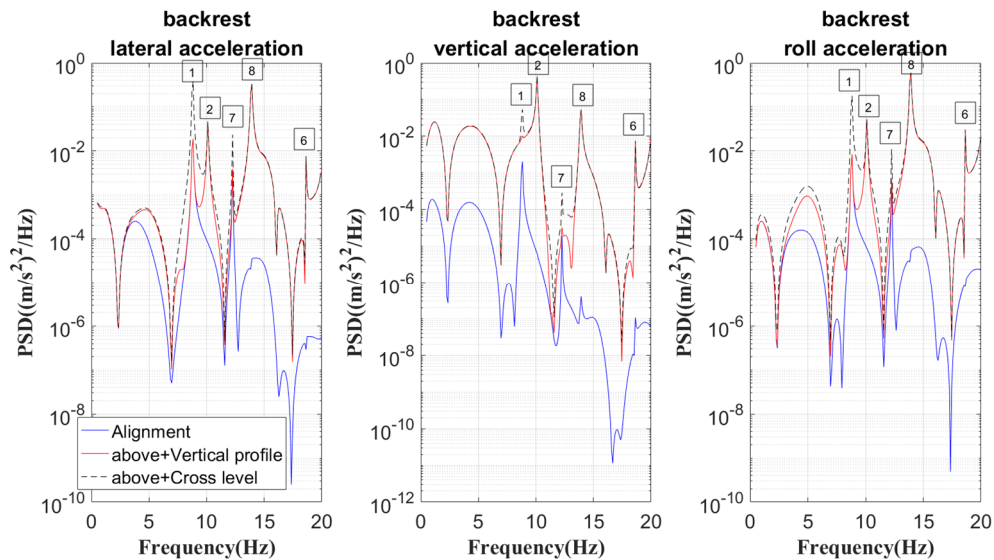 backrest
lateral acceleration
10^0
10^-2
10^-4
10^-6
10^-8
10^-10
PSD((m/s^2)^2/Hz)
1
2
7
8
6
Alignment
above+Vertical profile
above+Cross level
0 5 10 15 20
Frequency(Hz)
backrest
vertical acceleration
10^0
10^-2
10^-4
10^-6
10^-8
10^-10
10^-12
PSD((m/s^2)^2/Hz)
1
2
7
8
6
0 5 10 15 20
Frequency(Hz)
backrest
roll acceleration
10^0
10^-2
10^-4
10^-6
10^-8
10^-10
PSD((m/s^2)^2/Hz)
1
2
7
8
6
0 5 10 15 20
Frequency(Hz)